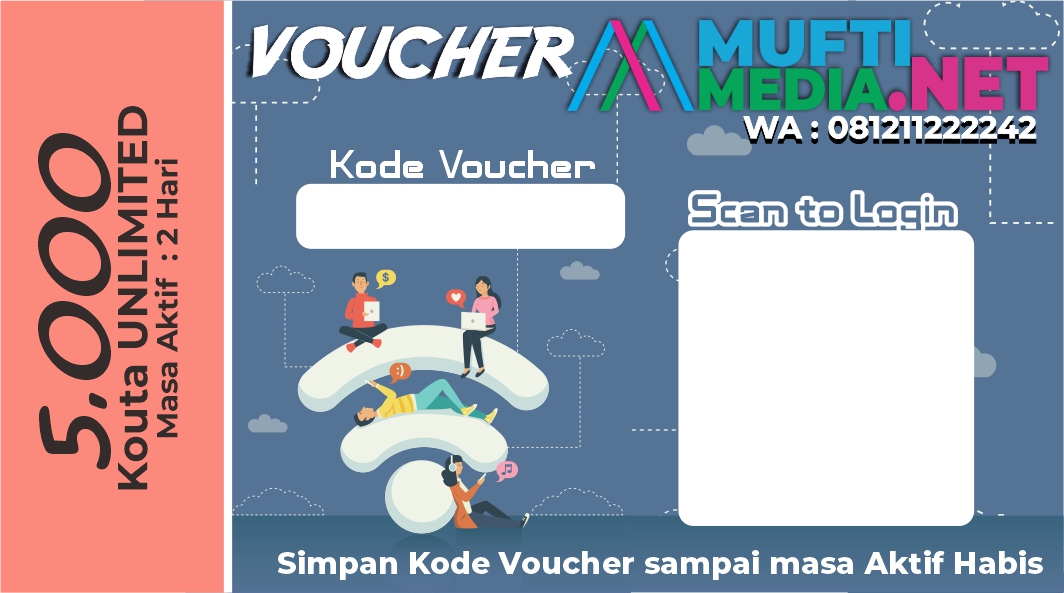 5.000
Kouta UNLIMITED
Masa Aktif : 2 Hari
VOUCHER
MUFTI
MEDIA.NET
WA : 081211222242
Kode Voucher
Scan to Login
$
Simpan Kode Voucher sampai masa Aktif Habis